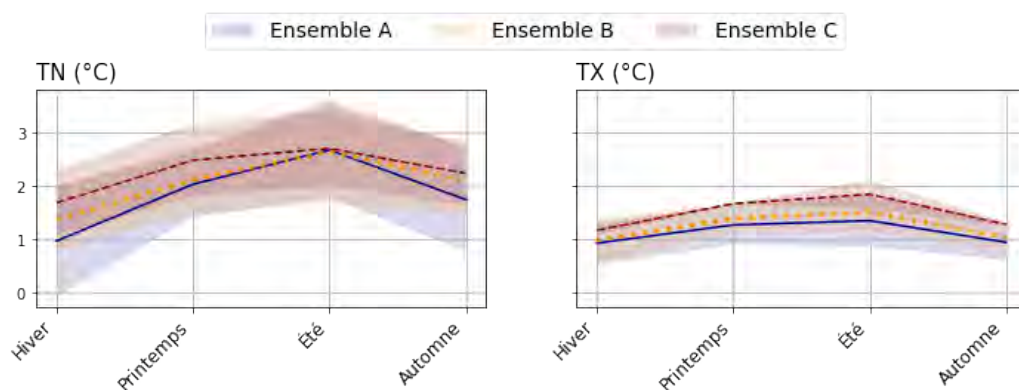 Ensemble A Ensemble B Ensemble C
TN (°C) TX (°C)
3
2
1
0
Hiver Printemps Été Automne Hiver Printemps Été Automne